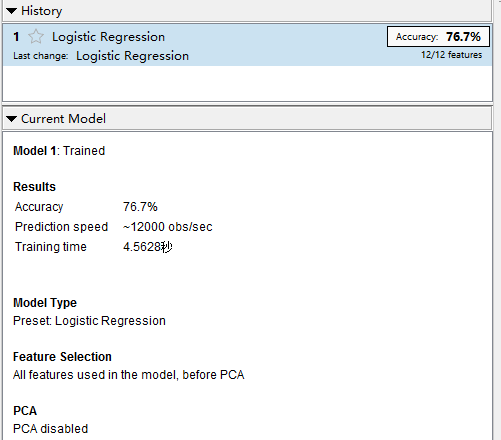 History
1 Logistic Regression Accuracy: 76.7%
Last change: Logistic Regression 12/12 features
Current Model
Model 1: Trained
Results
Accuracy 76.7%
Prediction speed ~12000 obs/sec
Training time 4.5628秒
Model Type
Preset: Logistic Regression
Feature Selection
All features used in the model, before PCA
PCA
PCA disabled